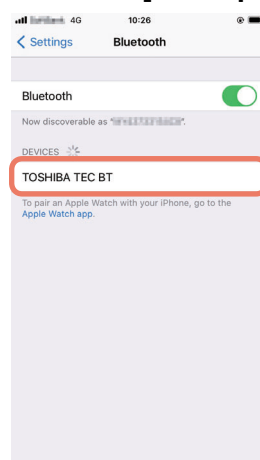 4G 10:26
Settings Bluetooth
Bluetooth
Now discoverable as "
DEVICES
TOSHIBA TEC BT
To pair an Apple Watch with your iPhone, go to the
Apple Watch app.